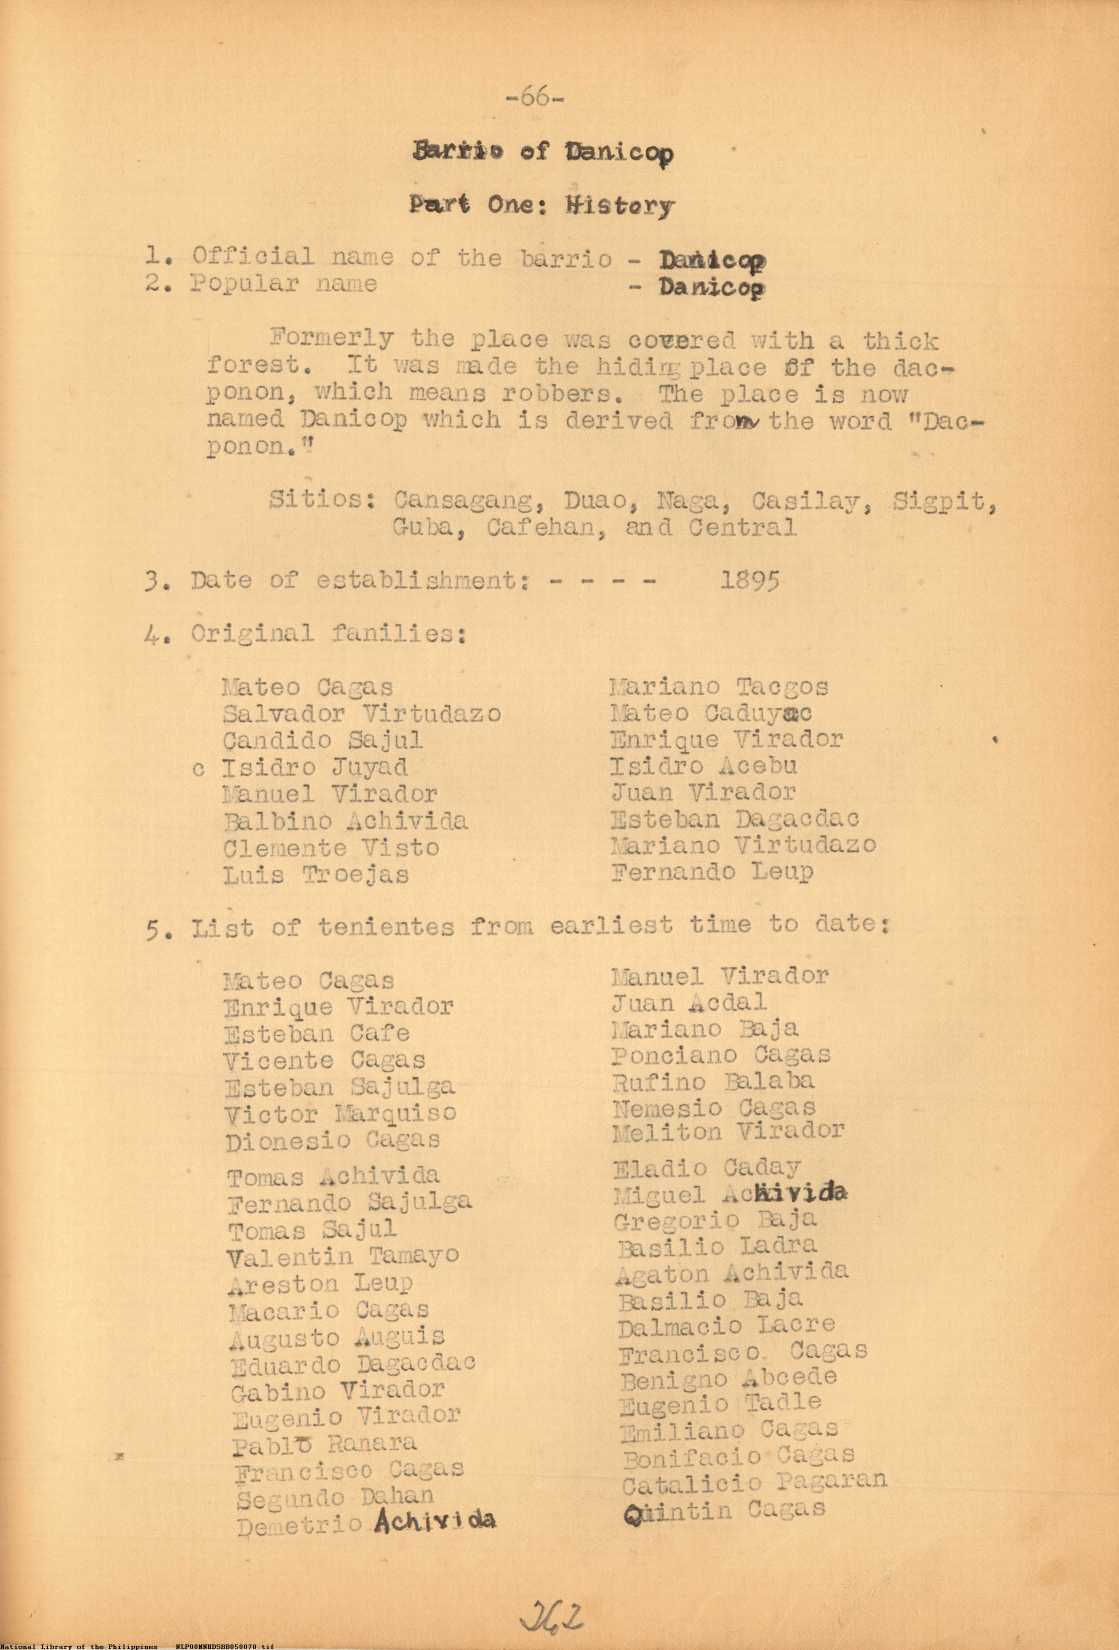 -66-
Barrio of Danicop
Part One: History
1. Official name of the barrio - Danicop
2. Popular name - Danicop
Formerly the place was covered with a thick
forest. It was made the hiding place of the dac-
ponon, which means robbers. The place is now
named Danicop which is derived from the word "Dac-
ponon."
Sitios: Cansagang, Duao, Naga, Casilay, Sigpit,
Guba, Cafehan, and Central
3. Date of establishment: - - - - 1895
4. Original fanilies:
Mateo Cagas Mariano Tacgos
Salvador Virtudazo Mateo Caduyac
Candido Sajul Enrique Virador
c Isidro Juyad Isidro Acebu
Manuel Virador Juan Virador
Balbino Achivida Esteban Dagacdac
Clemente Visto Mariano Virtudazo
Luis Troejas Fernando Leup
5. List of tenientes from earliest time to date:
Mateo Cagas Manuel Virador
Enrique Virador Juan Acdal
Esteban Cafe Mariano Baja
Vicente Cagas Ponciano Cagas
Esteban Sajulga Rufino Balaba
Victor Marquiso Nemesio Cagas
Dionesio Cagas Meliton Virador
Tomas Achivida Eladio Caday
Fernando Sajulga Miguel Achivida
Tomas Sajul Gregorio Baja
Valentin Tamayo Basilio Ladra
Areston Leup Agaton Achivida
Macario Cagas Basilio Baja
Augusto Auguis Dalmacio Lacre
Eduardo Dagacdac Francisco Cagas
Gabino Virador Benigno Abcede
Eugenio Virador Eugenio Tadle
Pablo Ranara Emiliano Cagas
Francisco Cagas Bonifacio Cagas
Segundo Dahan Catalicio Pagaran
Demetrio Achivida Quintin Cagas
262
National Library of the Philippines NLPOOMNHDSHB050070.tif